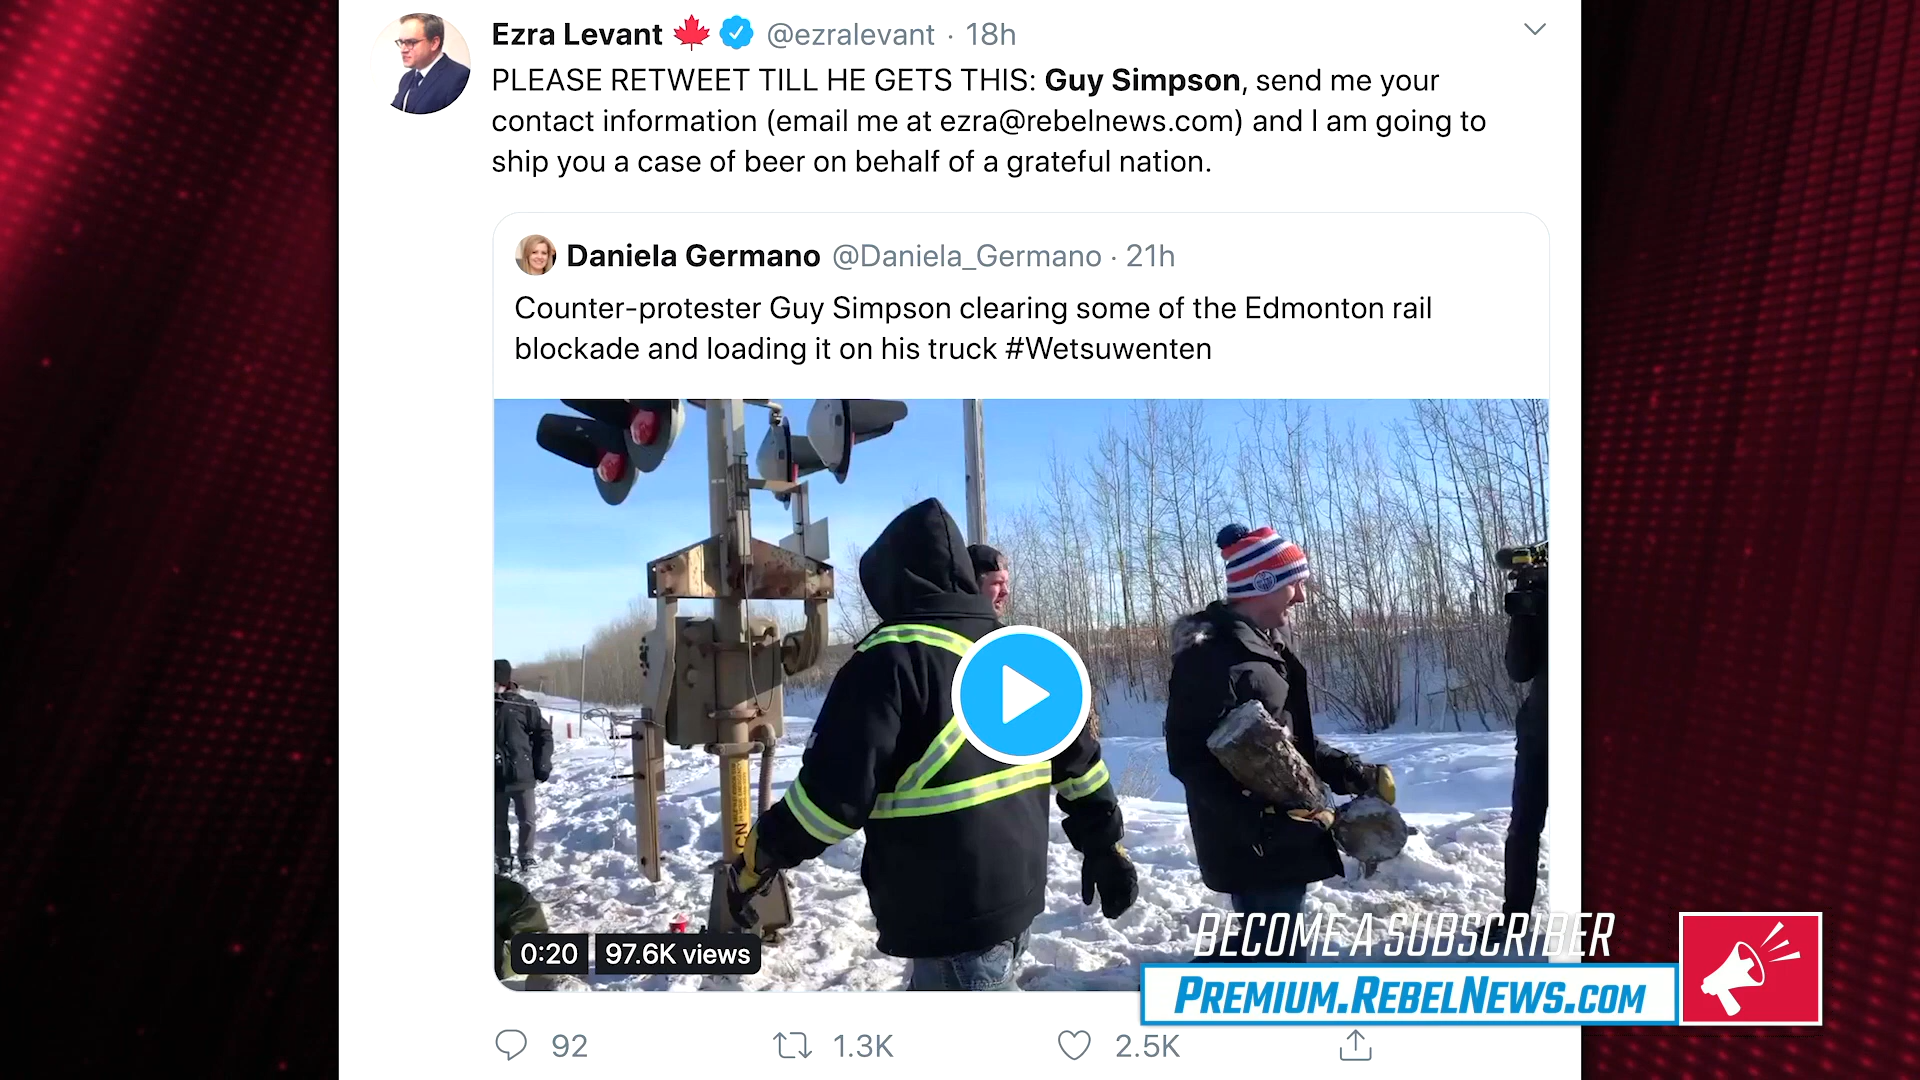 Ezra Levant @ezralevant · 18h
PLEASE RETWEET TILL HE GETS THIS: Guy Simpson, send me your
contact information (email me at ezra@rebelnews.com) and I am going to
ship you a case of beer on behalf of a grateful nation.
Daniela Germano @Daniela_Germano · 21h
Counter-protester Guy Simpson clearing some of the Edmonton rail
blockade and loading it on his truck #Wetsuwenten
CN
0:20 97.6K views
BECOME A SUBSCRIBER
PREMIUM.REBELNEWS.COM
92 1.3K 2.5K